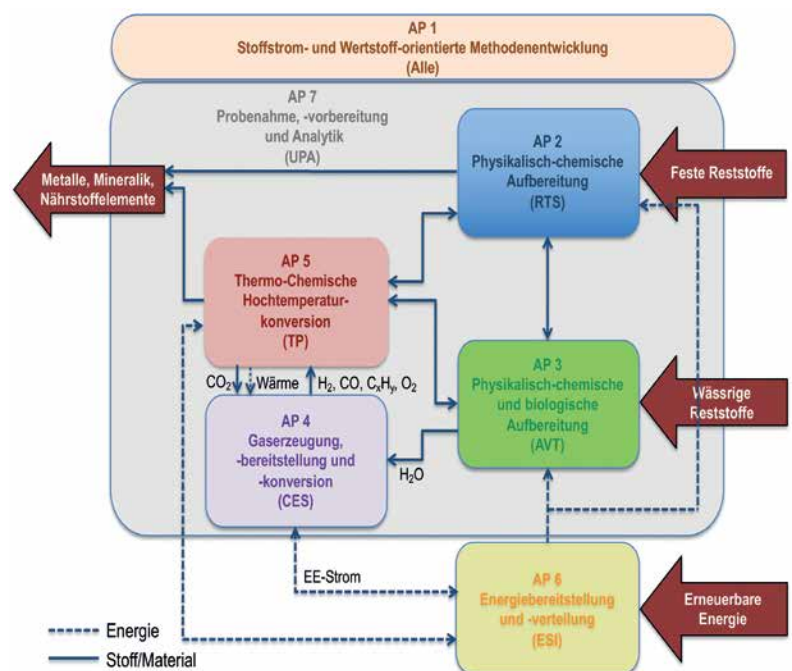 AP 1
Stoffstrom- und Wertstoff-orientierte Methodenentwicklung
(Alle)
AP 7
Probenahme, -vorbereitung
und Analytik
(UPA)
AP 2
Physikalisch-chemische
Aufbereitung
(RTS)
Feste Reststoffe
Metalle, Mineralik,
Nährstoffelemente
AP 5
Thermo-Chemische
Hochtemperatur-
konversion
(TP)
AP 3
Physikalisch-chemische
und biologische
Aufbereitung
(AVT)
Wässrige
Reststoffe
CO₂
Wärme
H₂, CO, CₓHᵧ, O₂
AP 4
Gaserzeugung,
-bereitstellung und
-konversion
(CES)
H₂O
EE-Strom
AP 6
Energiebereitstellung
und -verteilung
(ESI)
Erneuerbare
Energie
Energie
Stoff/Material